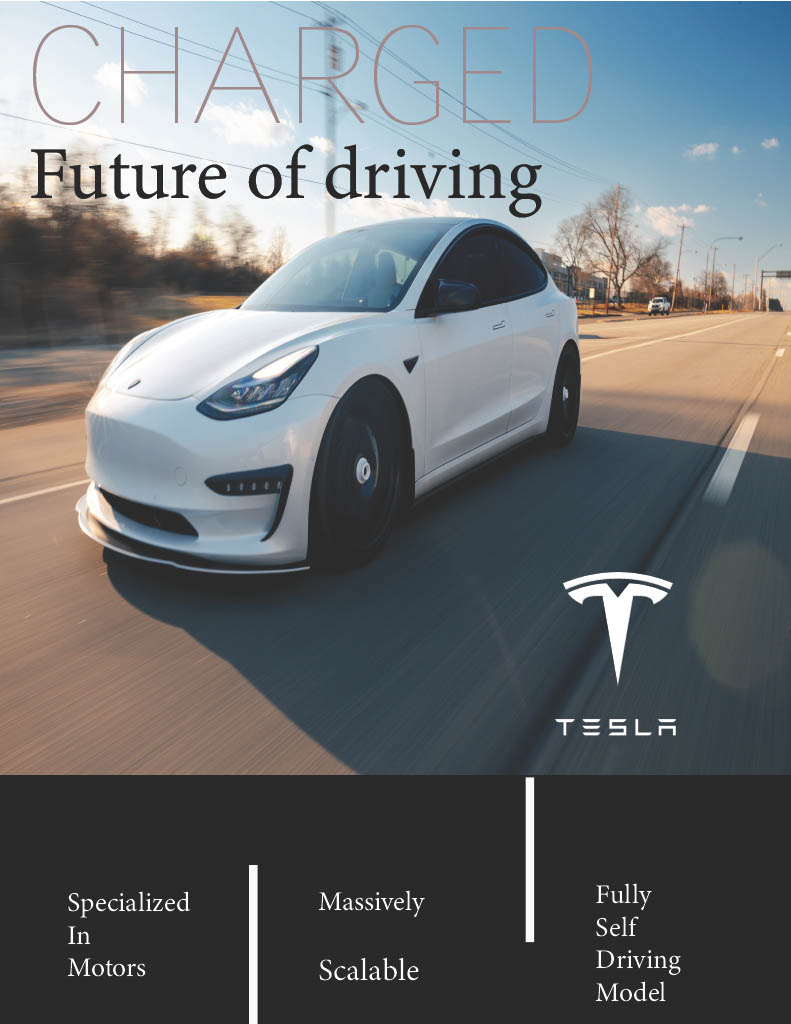 CHARGED
Future of driving
TESLA
Specialized
In
Motors
Massively
Scalable
Fully
Self
Driving
Model